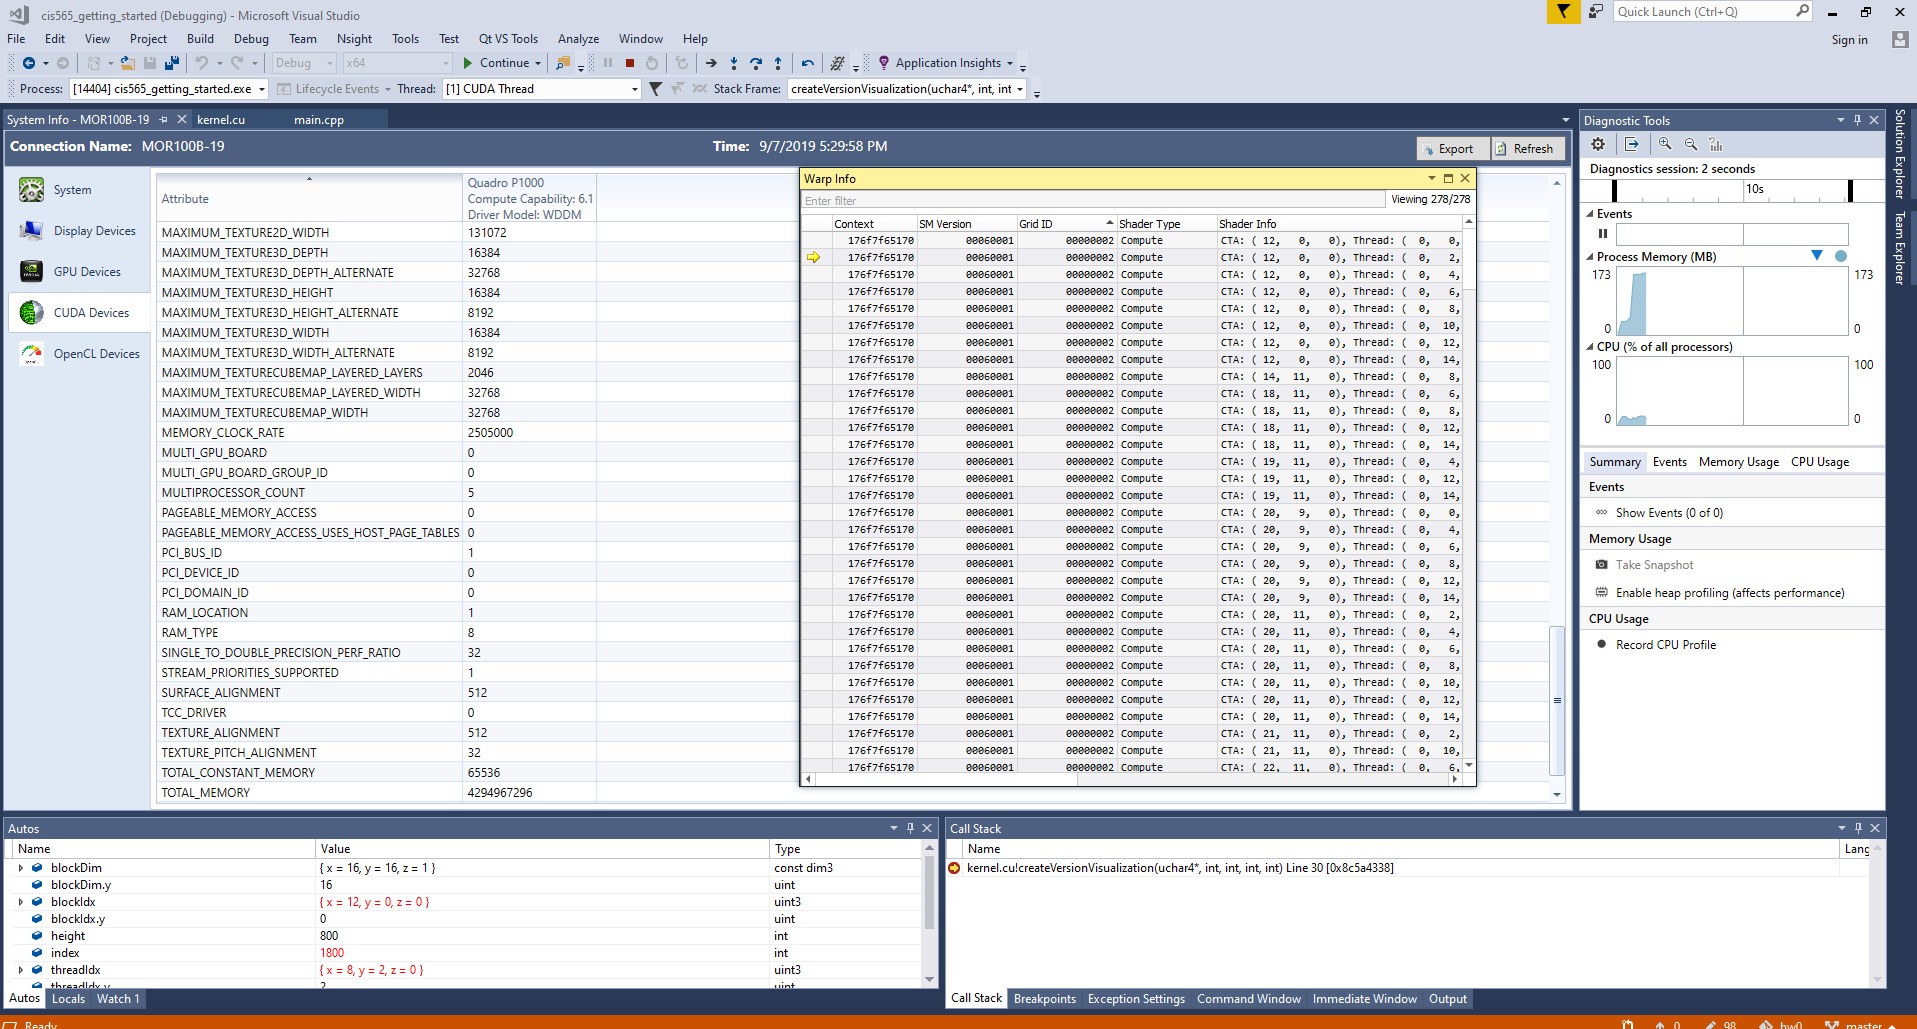 cis565_getting_started (Debugging) - Microsoft Visual Studio
Quick Launch (Ctrl+Q)
File Edit View Project Build Debug Team Nsight Tools Test Qt VS Tools Analyze Window Help
Sign in
Debug x64 Continue Application Insights
Process: [14404] cis565_getting_started.exe Lifecycle Events Thread: [1] CUDA Thread Stack Frame: createVersionVisualization(uchar4*, int, int
System Info - MOR100B-19 kernel.cu main.cpp
Connection Name: MOR100B-19 Time: 9/7/2019 5:29:58 PM Export Refresh
System
Display Devices
GPU Devices
CUDA Devices
OpenCL Devices
Attribute
Quadro P1000
Compute Capability: 6.1
Driver Model: WDDM
MAXIMUM_TEXTURE2D_WIDTH 131072
MAXIMUM_TEXTURE3D_DEPTH 16384
MAXIMUM_TEXTURE3D_DEPTH_ALTERNATE 32768
MAXIMUM_TEXTURE3D_HEIGHT 16384
MAXIMUM_TEXTURE3D_HEIGHT_ALTERNATE 8192
MAXIMUM_TEXTURE3D_WIDTH 16384
MAXIMUM_TEXTURE3D_WIDTH_ALTERNATE 8192
MAXIMUM_TEXTURECUBEMAP_LAYERED_LAYERS 2046
MAXIMUM_TEXTURECUBEMAP_LAYERED_WIDTH 32768
MAXIMUM_TEXTURECUBEMAP_WIDTH 32768
MEMORY_CLOCK_RATE 2505000
MULTI_GPU_BOARD 0
MULTI_GPU_BOARD_GROUP_ID 0
MULTIPROCESSOR_COUNT 5
PAGEABLE_MEMORY_ACCESS 0
PAGEABLE_MEMORY_ACCESS_USES_HOST_PAGE_TABLES 0
PCI_BUS_ID 1
PCI_DEVICE_ID 0
PCI_DOMAIN_ID 0
RAM_LOCATION 1
RAM_TYPE 8
SINGLE_TO_DOUBLE_PRECISION_PERF_RATIO 32
STREAM_PRIORITIES_SUPPORTED 1
SURFACE_ALIGNMENT 512
TCC_DRIVER 0
TEXTURE_ALIGNMENT 512
TEXTURE_PITCH_ALIGNMENT 32
TOTAL_CONSTANT_MEMORY 65536
TOTAL_MEMORY 4294967296
Warp Info
Enter filter Viewing 278/278
Context SM Version Grid ID Shader Type Shader Info
176f7f65170 00060001 00000002 Compute CTA: ( 12, 0, 0), Thread: ( 0, 0,
176f7f65170 00060001 00000002 Compute CTA: ( 12, 0, 0), Thread: ( 0, 2,
176f7f65170 00060001 00000002 Compute CTA: ( 12, 0, 0), Thread: ( 0, 4,
176f7f65170 00060001 00000002 Compute CTA: ( 12, 0, 0), Thread: ( 0, 6,
176f7f65170 00060001 00000002 Compute CTA: ( 12, 0, 0), Thread: ( 0, 8,
176f7f65170 00060001 00000002 Compute CTA: ( 12, 0, 0), Thread: ( 0, 10,
176f7f65170 00060001 00000002 Compute CTA: ( 12, 0, 0), Thread: ( 0, 12,
176f7f65170 00060001 00000002 Compute CTA: ( 12, 0, 0), Thread: ( 0, 14,
176f7f65170 00060001 00000002 Compute CTA: ( 14, 11, 0), Thread: ( 0, 8,
176f7f65170 00060001 00000002 Compute CTA: ( 18, 11, 0), Thread: ( 0, 6,
176f7f65170 00060001 00000002 Compute CTA: ( 18, 11, 0), Thread: ( 0, 8,
176f7f65170 00060001 00000002 Compute CTA: ( 18, 11, 0), Thread: ( 0, 12,
176f7f65170 00060001 00000002 Compute CTA: ( 18, 11, 0), Thread: ( 0, 14,
176f7f65170 00060001 00000002 Compute CTA: ( 19, 11, 0), Thread: ( 0, 4,
176f7f65170 00060001 00000002 Compute CTA: ( 19, 11, 0), Thread: ( 0, 12,
176f7f65170 00060001 00000002 Compute CTA: ( 19, 11, 0), Thread: ( 0, 14,
176f7f65170 00060001 00000002 Compute CTA: ( 20, 9, 0), Thread: ( 0, 0,
176f7f65170 00060001 00000002 Compute CTA: ( 20, 9, 0), Thread: ( 0, 4,
176f7f65170 00060001 00000002 Compute CTA: ( 20, 9, 0), Thread: ( 0, 6,
176f7f65170 00060001 00000002 Compute CTA: ( 20, 9, 0), Thread: ( 0, 8,
176f7f65170 00060001 00000002 Compute CTA: ( 20, 9, 0), Thread: ( 0, 12,
176f7f65170 00060001 00000002 Compute CTA: ( 20, 9, 0), Thread: ( 0, 14,
176f7f65170 00060001 00000002 Compute CTA: ( 20, 11, 0), Thread: ( 0, 2,
176f7f65170 00060001 00000002 Compute CTA: ( 20, 11, 0), Thread: ( 0, 4,
176f7f65170 00060001 00000002 Compute CTA: ( 20, 11, 0), Thread: ( 0, 6,
176f7f65170 00060001 00000002 Compute CTA: ( 20, 11, 0), Thread: ( 0, 8,
176f7f65170 00060001 00000002 Compute CTA: ( 20, 11, 0), Thread: ( 0, 10,
176f7f65170 00060001 00000002 Compute CTA: ( 20, 11, 0), Thread: ( 0, 12,
176f7f65170 00060001 00000002 Compute CTA: ( 20, 11, 0), Thread: ( 0, 14,
176f7f65170 00060001 00000002 Compute CTA: ( 21, 11, 0), Thread: ( 0, 2,
176f7f65170 00060001 00000002 Compute CTA: ( 21, 11, 0), Thread: ( 0, 10,
176f7f65170 00060001 00000002 Compute CTA: ( 22, 11, 0), Thread: ( 0, 6,
Diagnostic Tools
Diagnostics session: 2 seconds
10s
Events
Process Memory (MB)
173 173
0 0
CPU (% of all processors)
100 100
0 0
Summary Events Memory Usage CPU Usage
Events
Show Events (0 of 0)
Memory Usage
Take Snapshot
Enable heap profiling (affects performance)
CPU Usage
Record CPU Profile
Solution Explorer
Team Explorer
Autos
Name Value Type
blockDim { x = 16, y = 16, z = 1 } const dim3
blockDim.y 16 uint
blockIdx { x = 12, y = 0, z = 0 } uint3
blockIdx.y 0 uint
height 800 int
index 1800 int
threadIdx { x = 8, y = 2, z = 0 } uint3
threadIdx.y 2 uint
Autos Locals Watch 1
Call Stack
Name Lang
kernel.cu!createVersionVisualization(uchar4*, int, int, int, int) Line 30 [0x8c5a4338]
Call Stack Breakpoints Exception Settings Command Window Immediate Window Output
Ready 0 98 hw0 master